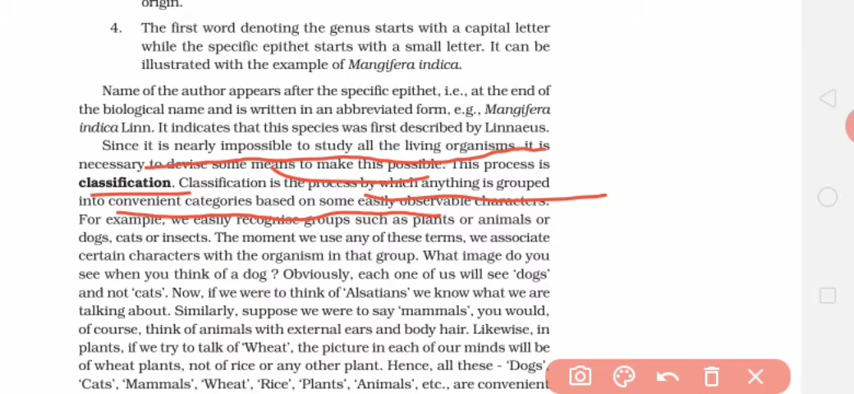 origin.
4. The first word denoting the genus starts with a capital letter
while the specific epithet starts with a small letter. It can be
illustrated with the example of Mangifera indica.
Name of the author appears after the specific epithet, i.e., at the end of
the biological name and is written in an abbreviated form, e.g., Mangifera
indica Linn. It indicates that this species was first described by Linnaeus.
Since it is nearly impossible to study all the living organisms, it is
necessary to devise some means to make this possible. This process is
classification. Classification is the process by which anything is grouped
into convenient categories based on some easily observable characters.
For example, we easily recognise groups such as plants or animals or
dogs, cats or insects. The moment we use any of these terms, we associate
certain characters with the organism in that group. What image do you
see when you think of a dog ? Obviously, each one of us will see ‘dogs’
and not ‘cats’. Now, if we were to think of ‘Alsatians’ we know what we are
talking about. Similarly, suppose we were to say ‘mammals’, you would,
of course, think of animals with external ears and body hair. Likewise, in
plants, if we try to talk of ‘Wheat’, the picture in each of our minds will be
of wheat plants, not of rice or any other plant. Hence, all these - ‘Dogs’,
‘Cats’, ‘Mammals’, ‘Wheat’, ‘Rice’, ‘Plants’, ‘Animals’, etc., are convenient